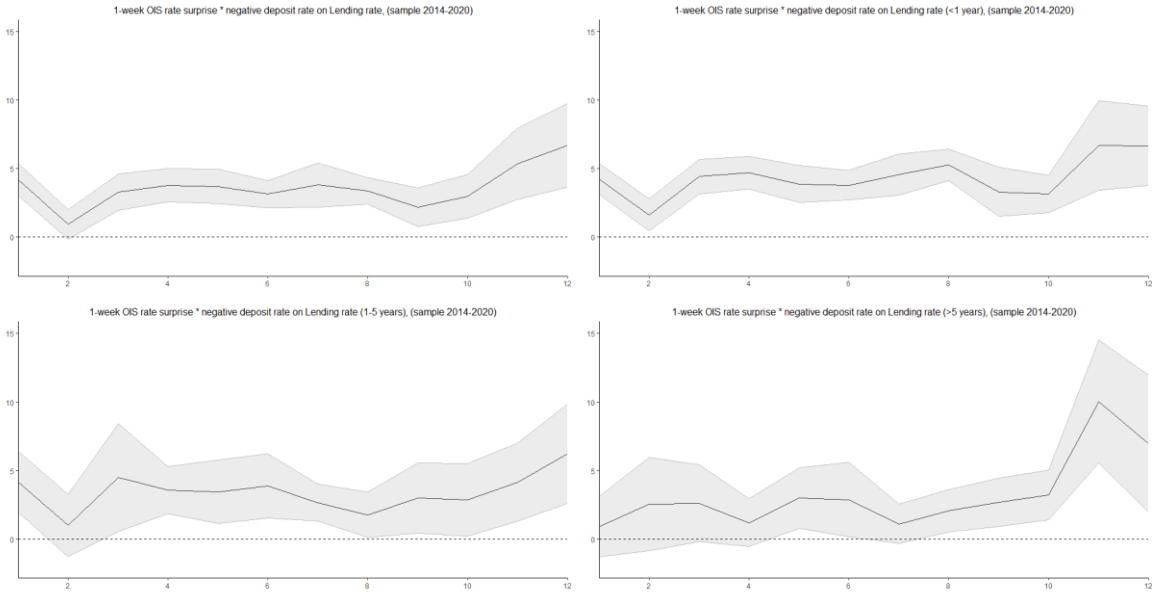 1-week OIS rate surprise * negative deposit rate on Lending rate, (sample 2014-2020)
15
10
5
0
2 4 6 8 10 12
1-week OIS rate surprise * negative deposit rate on Lending rate (<1 year), (sample 2014-2020)
15
10
5
0
2 4 6 8 10 12
1-week OIS rate surprise * negative deposit rate on Lending rate (1-5 years), (sample 2014-2020)
15
10
5
0
2 4 6 8 10 12
1-week OIS rate surprise * negative deposit rate on Lending rate (>5 years), (sample 2014-2020)
15
10
5
0
2 4 6 8 10 12